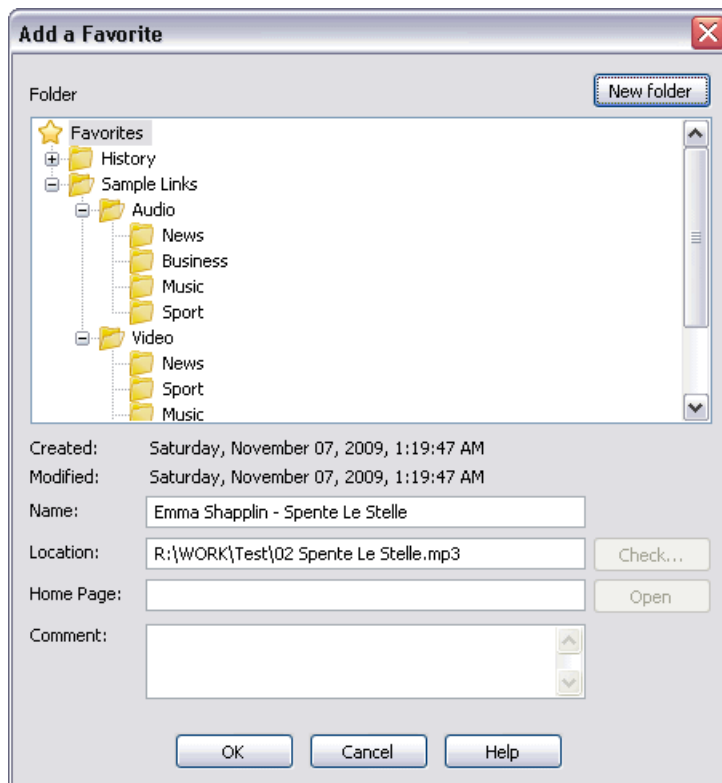 Add a Favorite
Folder
New folder
Favorites
History
Sample Links
Audio
News
Business
Music
Sport
Video
News
Sport
Music
Created: Saturday, November 07, 2009, 1:19:47 AM
Modified: Saturday, November 07, 2009, 1:19:47 AM
Name: Emma Shapplin - Spente Le Stelle
Location: R:\WORK\Test\02 Spente Le Stelle.mp3 Check...
Home Page: Open
Comment:
OK Cancel Help